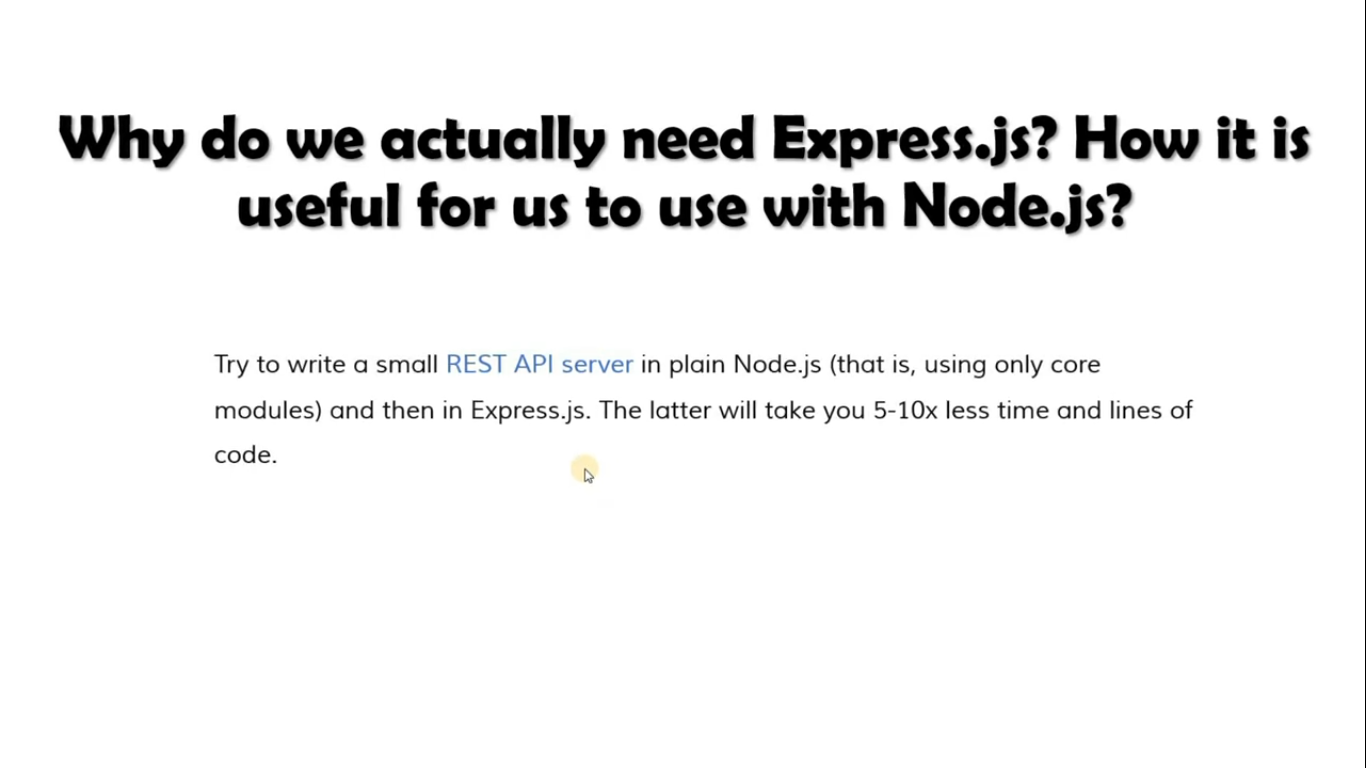 Why do we actually need Express.js? How it is
useful for us to use with Node.js?
Try to write a small REST API server in plain Node.js (that is, using only core
modules) and then in Express.js. The latter will take you 5-10x less time and lines of
code.